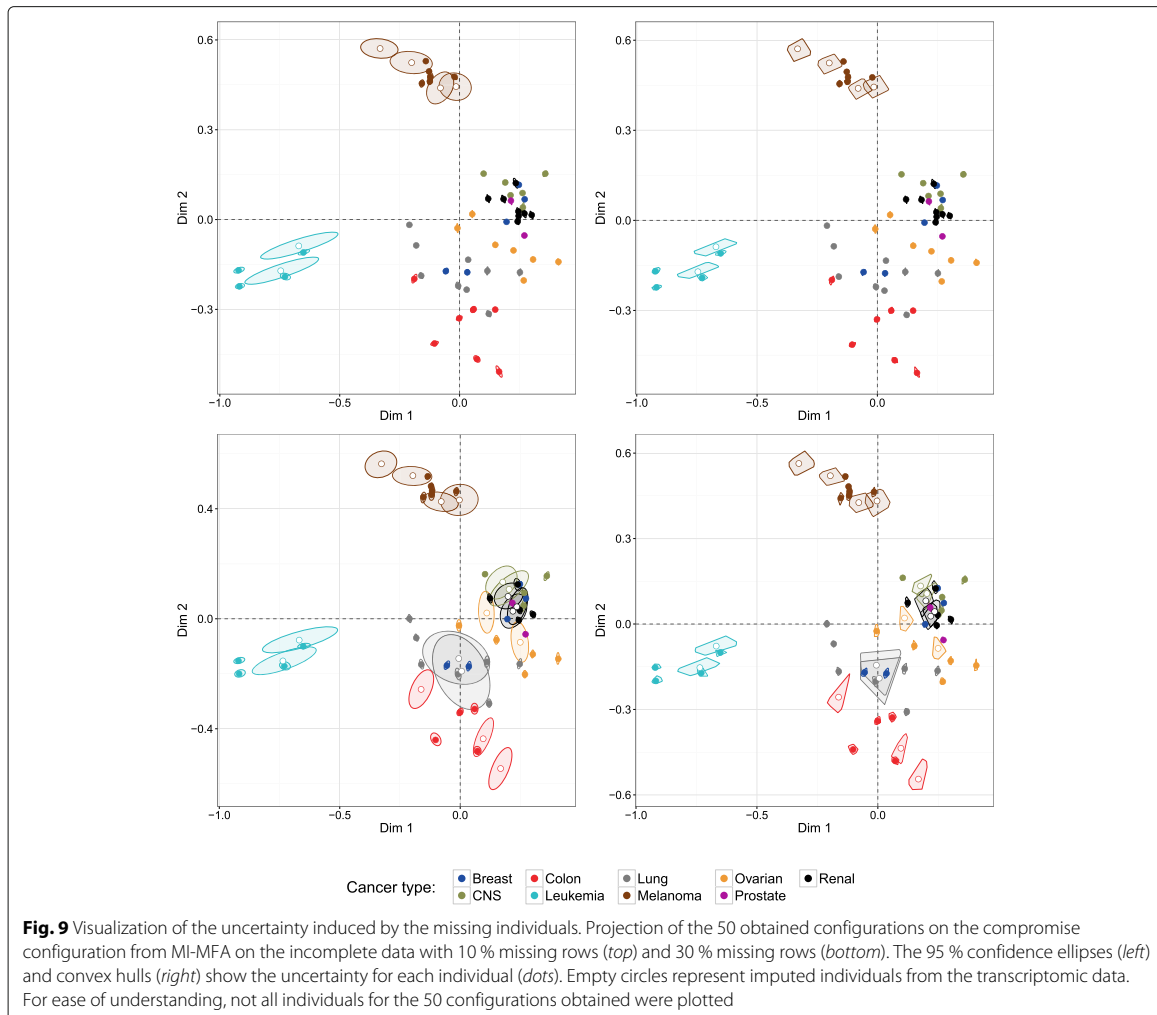 0.6
0.3
0.0
−0.3
Dim 2
−1.0 −0.5 0.0
Dim 1
0.6
0.3
0.0
−0.3
−1.0 −0.5 0.0
Dim 1
0.4
0.0
−0.4
Dim 2
−1.0 −0.5 0.0
Dim 1
0.6
0.3
0.0
−0.3
−0.6
−1.0 −0.5 0.0
Dim 1
Cancer type:
Breast Colon Lung Ovarian Renal
CNS Leukemia Melanoma Prostate
Fig. 9 Visualization of the uncertainty induced by the missing individuals. Projection of the 50 obtained configurations on the compromise
configuration from MI-MFA on the incomplete data with 10 % missing rows (top) and 30 % missing rows (bottom). The 95 % confidence ellipses (left)
and convex hulls (right) show the uncertainty for each individual (dots). Empty circles represent imputed individuals from the transcriptomic data.
For ease of understanding, not all individuals for the 50 configurations obtained were plotted